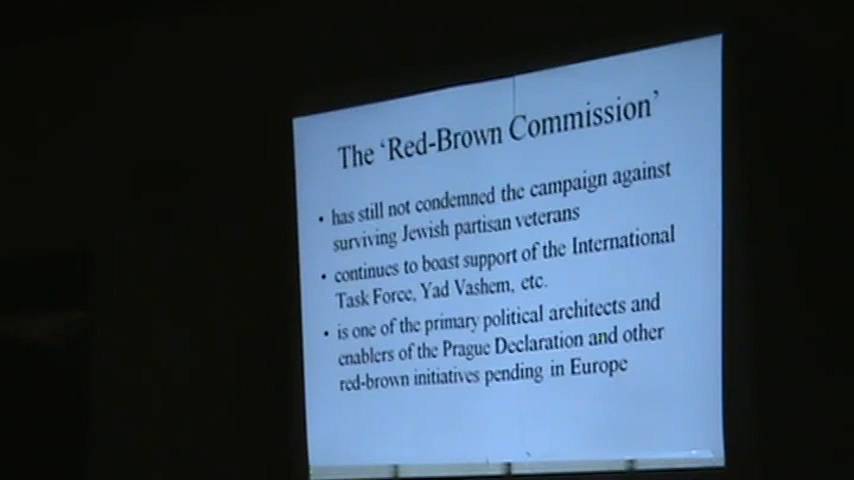 The ‘Red-Brown Commission’
• has still not condemned the campaign against
surviving Jewish partisan veterans
• continues to boast support of the International
Task Force, Yad Vashem, etc.
• is one of the primary political architects and
enablers of the Prague Declaration and other
red-brown initiatives pending in Europe